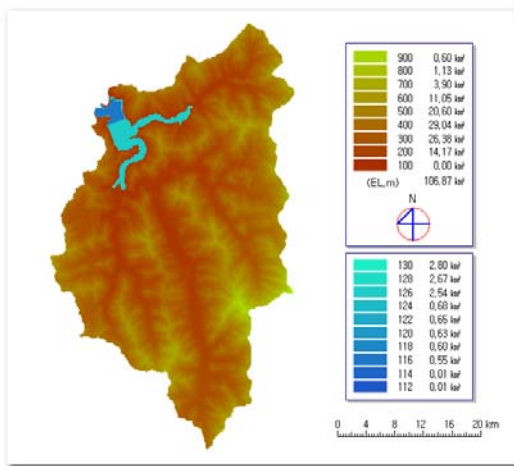 900 0,60 km²
800 1,13 km²
700 3,90 km²
600 11,05 km²
500 20,60 km²
400 29,04 km²
300 26,38 km²
200 14,17 km²
100 0,00 km²
(EL,m) 106,87 km²
N
130 2,80 km²
128 2,67 km²
126 2,54 km²
124 0,68 km²
122 0,65 km²
120 0,63 km²
118 0,60 km²
116 0,55 km²
114 0,01 km²
112 0,01 km²
0 4 8 12 16 20 km